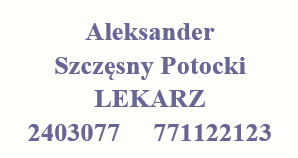 Aleksander
Szczęsny Potocki
LEKARZ
2403077 771122123